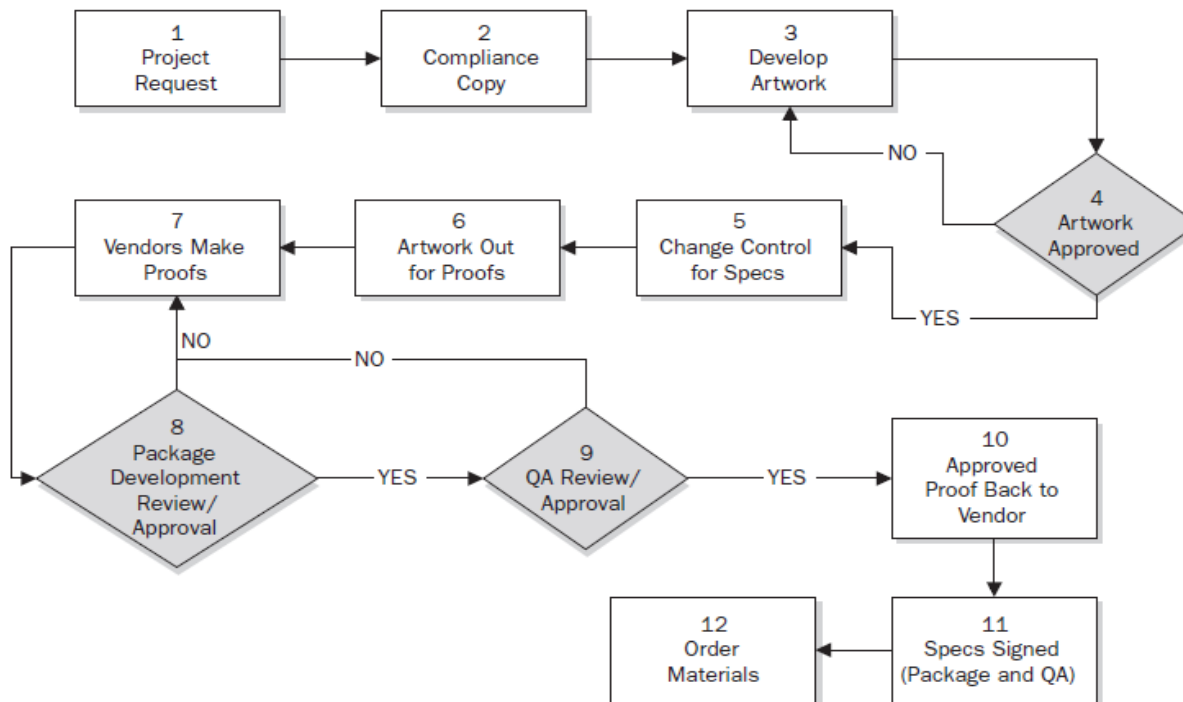 1
Project
Request
2
Compliance
Copy
3
Develop
Artwork
NO
4
Artwork
Approved
7
Vendors Make
Proofs
6
Artwork Out
for Proofs
5
Change Control
for Specs
YES
NO
NO
8
Package
Development
Review/
Approval
YES
9
QA Review/
Approval
YES
10
Approved
Proof Back to
Vendor
12
Order
Materials
11
Specs Signed
(Package and QA)